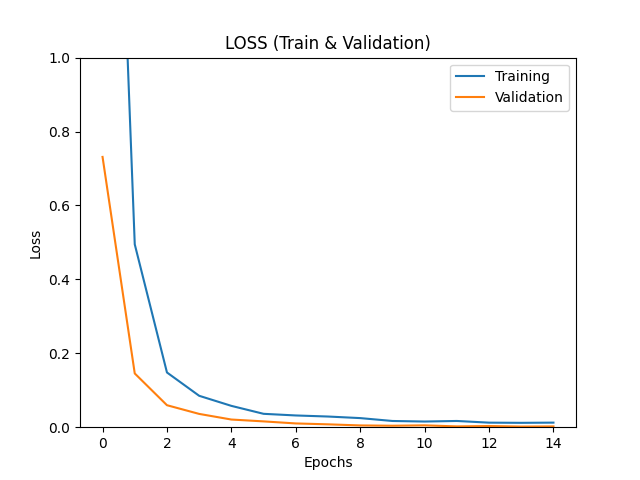 LOSS (Train & Validation)
Training
Validation
1.0
0.8
0.6
0.4
0.2
0.0
Loss
0 2 4 6 8 10 12 14
Epochs